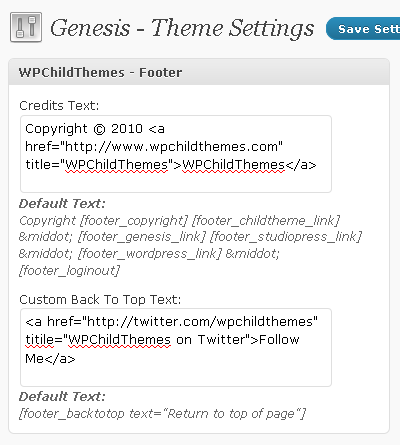 Genesis - Theme Settings
Save Sett
WPChildThemes - Footer
Credits Text:
Copyright © 2010 <a
href="http://www.wpchildthemes.com"
title="WPChildThemes">WPChildThemes</a>
Default Text:
Copyright [footer_copyright] [footer_childtheme_link]
&middot; [footer_genesis_link] [footer_studiopress_link]
&middot; [footer_wordpress_link] &middot;
[footer_loginout]
Custom Back To Top Text:
<a href="http://twitter.com/wpchildthemes"
titile="WPChildThemes on Twitter">Follow
Me</a>
Default Text:
[footer_backtotop text="Return to top of page"]